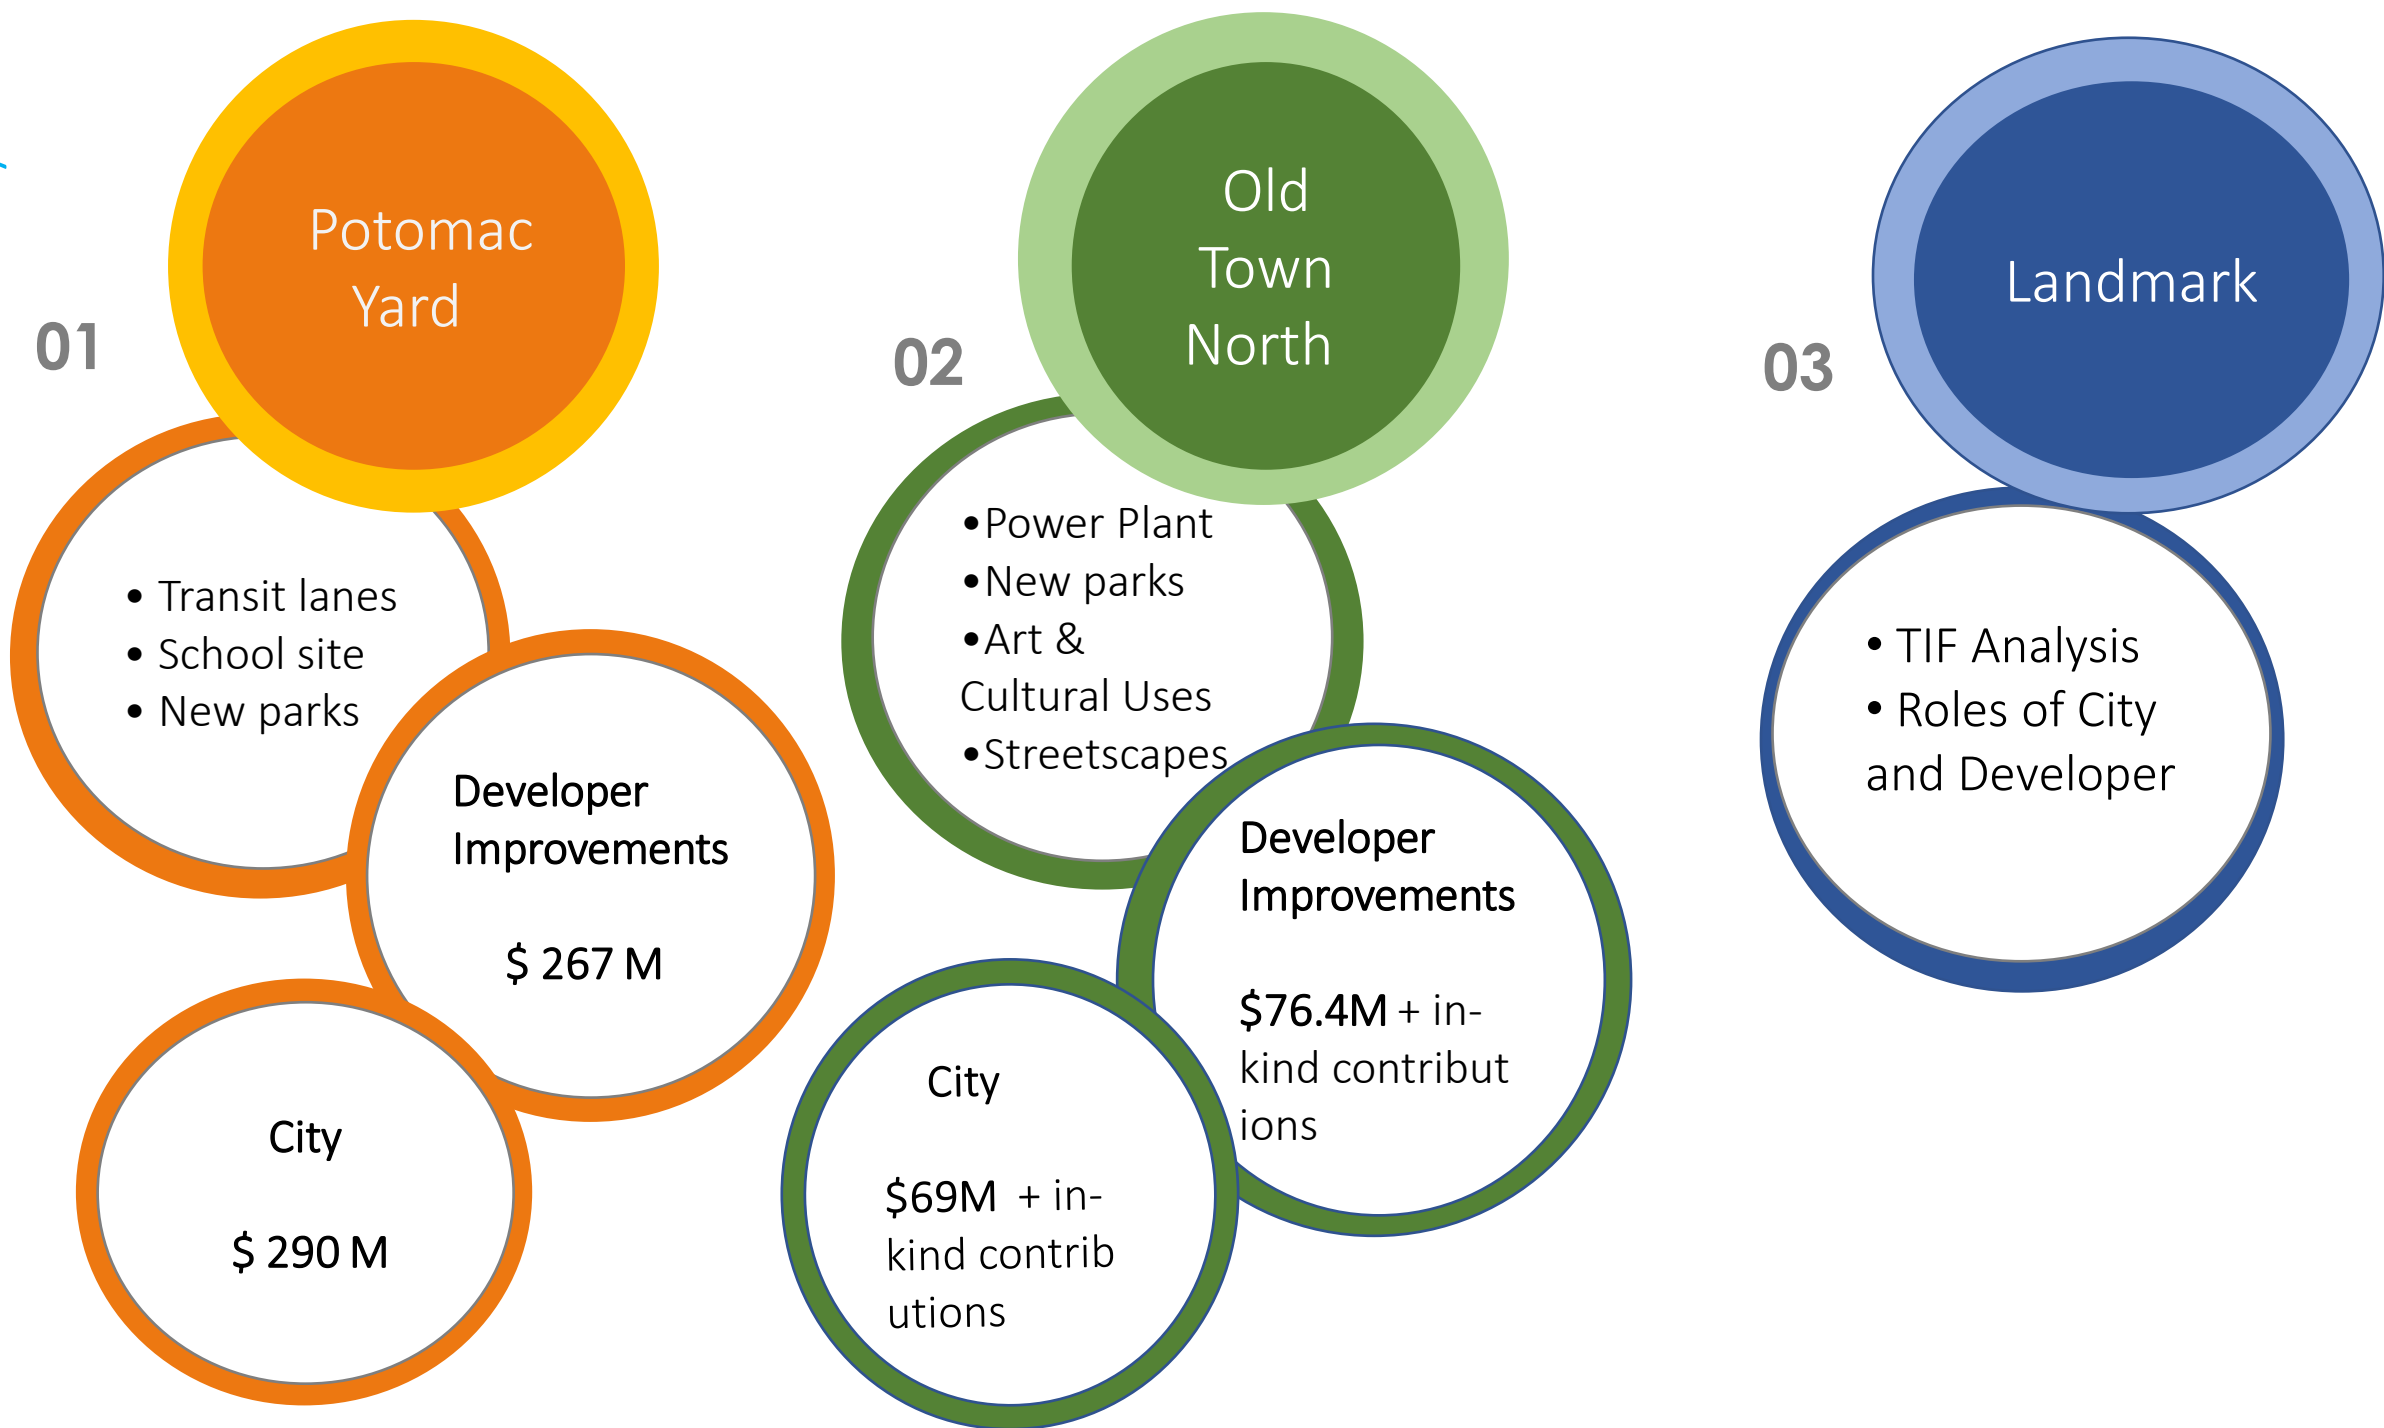 01
Potomac
Yard
• Transit lanes
• School site
• New parks
Developer
Improvements
$ 267 M
City
$ 290 M
02
Old
Town
North
•Power Plant
•New parks
•Art &
Cultural Uses
•Streetscapes
Developer
Improvements
$76.4M + in-
kind contribut
ions
City
$69M + in-
kind contrib
utions
03
Landmark
• TIF Analysis
• Roles of City
and Developer